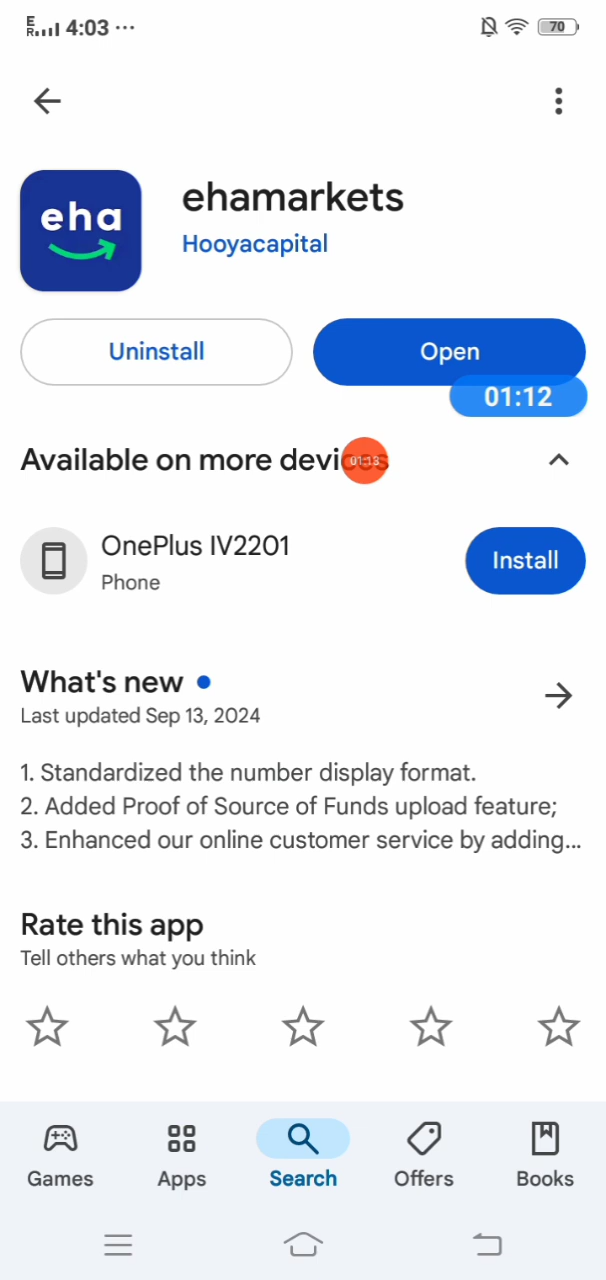 4:03 ...
70
eha
ehamarkets
Hooyacapital
Uninstall
Open
01:12
Available on more devices
01:13
OnePlus IV2201
Phone
Install
What's new
Last updated Sep 13, 2024
1. Standardized the number display format.
2. Added Proof of Source of Funds upload feature;
3. Enhanced our online customer service by adding...
Rate this app
Tell others what you think
Games
Apps
Search
Offers
Books